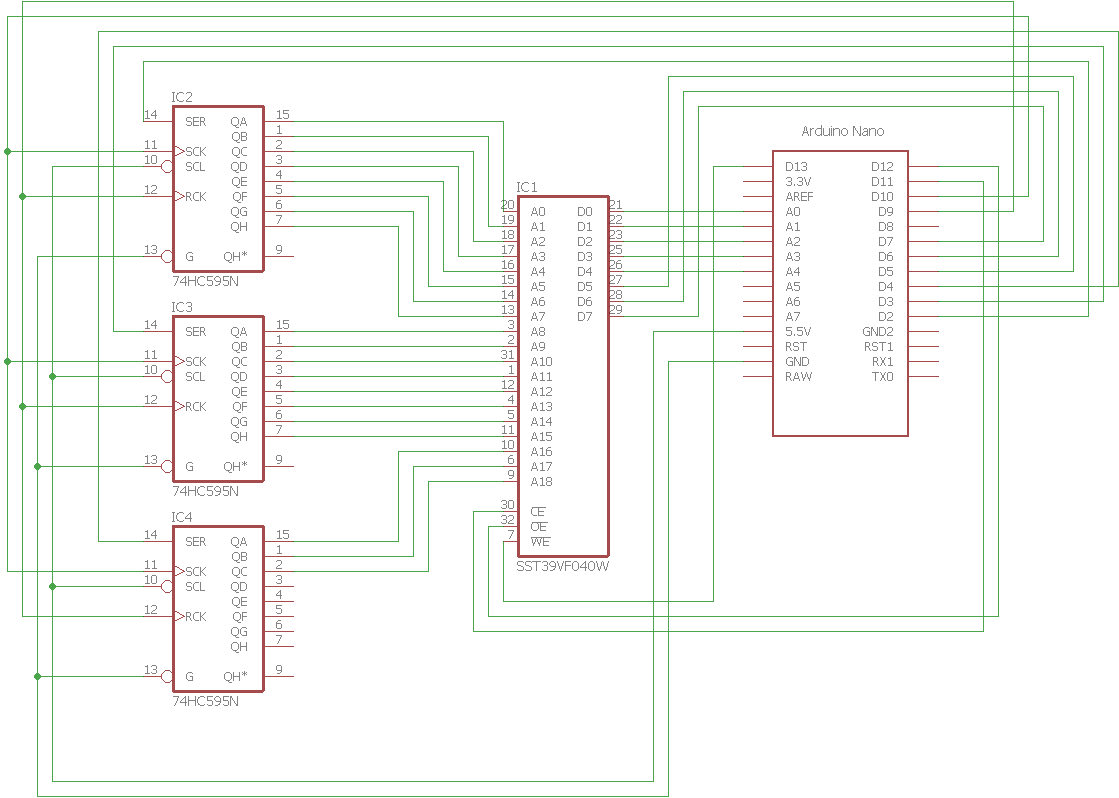 IC2
14 SER QA 15
QB 1
11 SCK QC 2
10 SCL QD 3
QE 4
12 RCK QF 5
QG 6
QH 7
13 G QH* 9
74HC595N
IC3
14 SER QA 15
QB 1
11 SCK QC 2
10 SCL QD 3
QE 4
12 RCK QF 5
QG 6
QH 7
13 G QH* 9
74HC595N
IC4
14 SER QA 15
QB 1
11 SCK QC 2
10 SCL QD 3
QE 4
12 RCK QF 5
QG 6
QH 7
13 G QH* 9
74HC595N
IC1
20 A0 D0 21
19 A1 D1 22
18 A2 D2 23
17 A3 D3 25
16 A4 D4 26
15 A5 D5 27
14 A6 D6 28
13 A7 D7 29
3 A8
2 A9
31 A10
1 A11
12 A12
4 A13
5 A14
11 A15
10 A16
6 A17
9 A18
30 CE
32 OE
7 WE
SST39VF040W
Arduino Nano
D13 D12
3.3V D11
AREF D10
A0 D9
A1 D8
A2 D7
A3 D6
A4 D5
A5 D4
A6 D3
A7 D2
5.5V GND2
RST RST1
GND RX1
RAW TX0